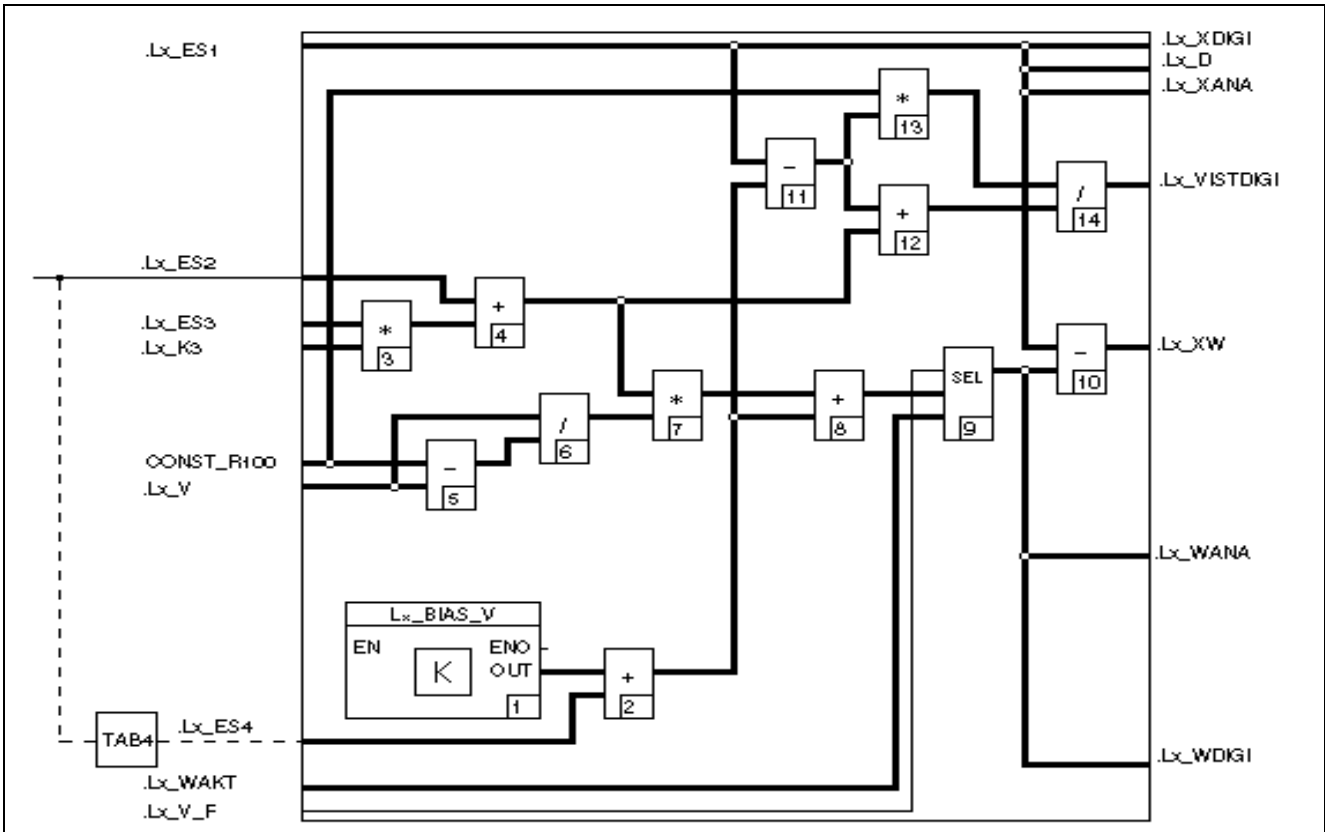 .Lx_ES1
.Lx_XDIGI
.Lx_D
.Lx_XANA
*
13
-
11
.Lx_VISTDIGI
/
14
+
12
.Lx_ES2
+
4
.Lx_ES3
*
3
.Lx_K3
-
10
.Lx_XW
SEL
9
*
7
+
8
/
6
CONST_R100
-
5
.Lx_V
.Lx_WANA
Lx_BIAS_V
EN
ENO
K
OUT
1
+
2
.Lx_ES4
TAB4
.Lx_WDIGI
.Lx_WAKT
.Lx_V_F